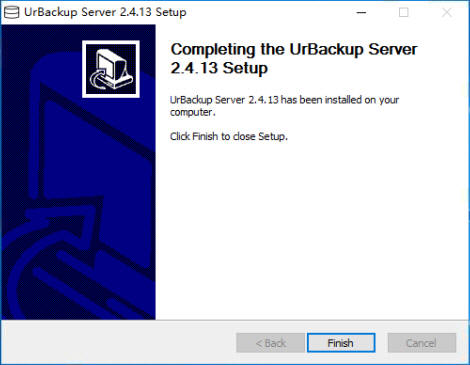 UrBackup Server 2.4.13 Setup
Completing the UrBackup Server
2.4.13 Setup
UrBackup Server 2.4.13 has been installed on your
computer.
Click Finish to close Setup.
< Back
Finish
Cancel